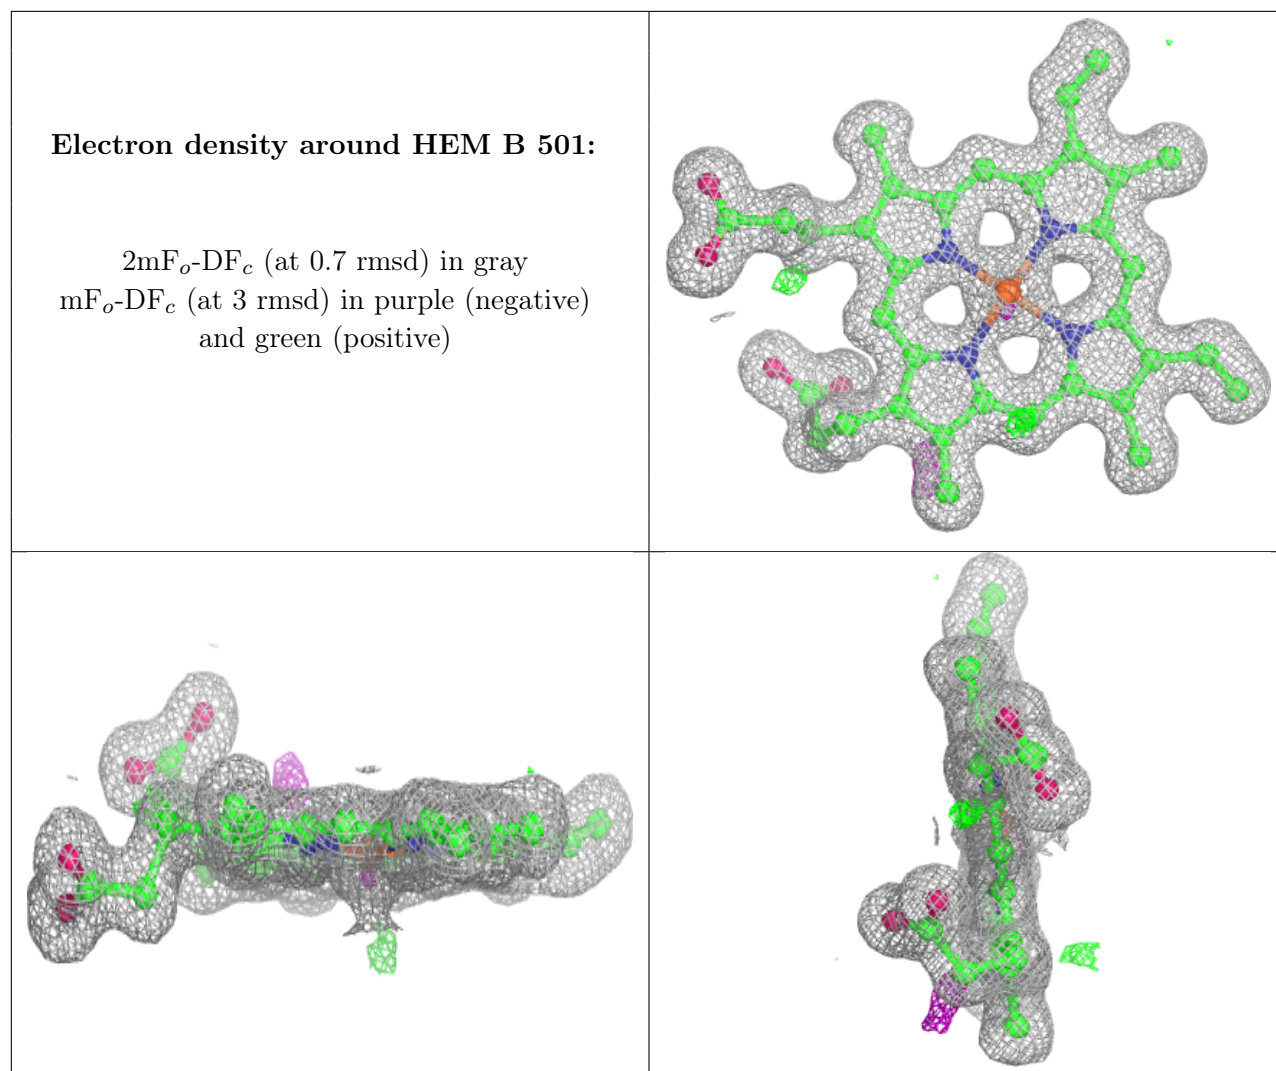 Electron density around HEM B 501:
2mFo-DFc (at 0.7 rmsd) in gray
mFo-DFc (at 3 rmsd) in purple (negative)
and green (positive)